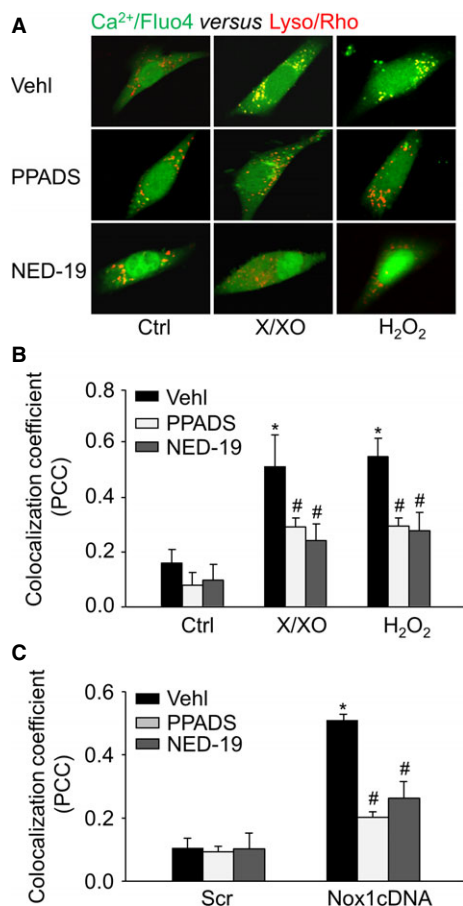 A
Ca²⁺/Fluo4 versus Lyso/Rho
Vehl
PPADS
NED-19
Ctrl
X/XO
H₂O₂
B
Colocalization coefficient
(PCC)
0.8
0.6
0.4
0.2
0.0
Vehl
PPADS
NED-19
*
#
#
*
#
#
Ctrl
X/XO
H₂O₂
C
Colocalization coefficient
(PCC)
0.6
0.4
0.2
0.0
Vehl
PPADS
NED-19
*
#
#
Scr
Nox1cDNA